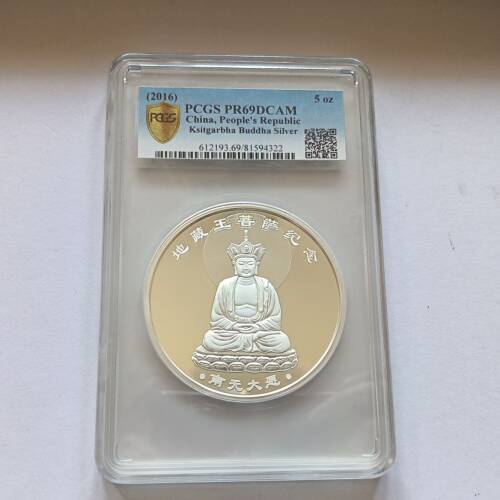 (2016)
5 oz
PCGS
PCGS PR69DCAM
China, People's Republic
Ksitgarbha Buddha Silver
612193.69/81594322
地藏王菩萨纪念
南无大愿